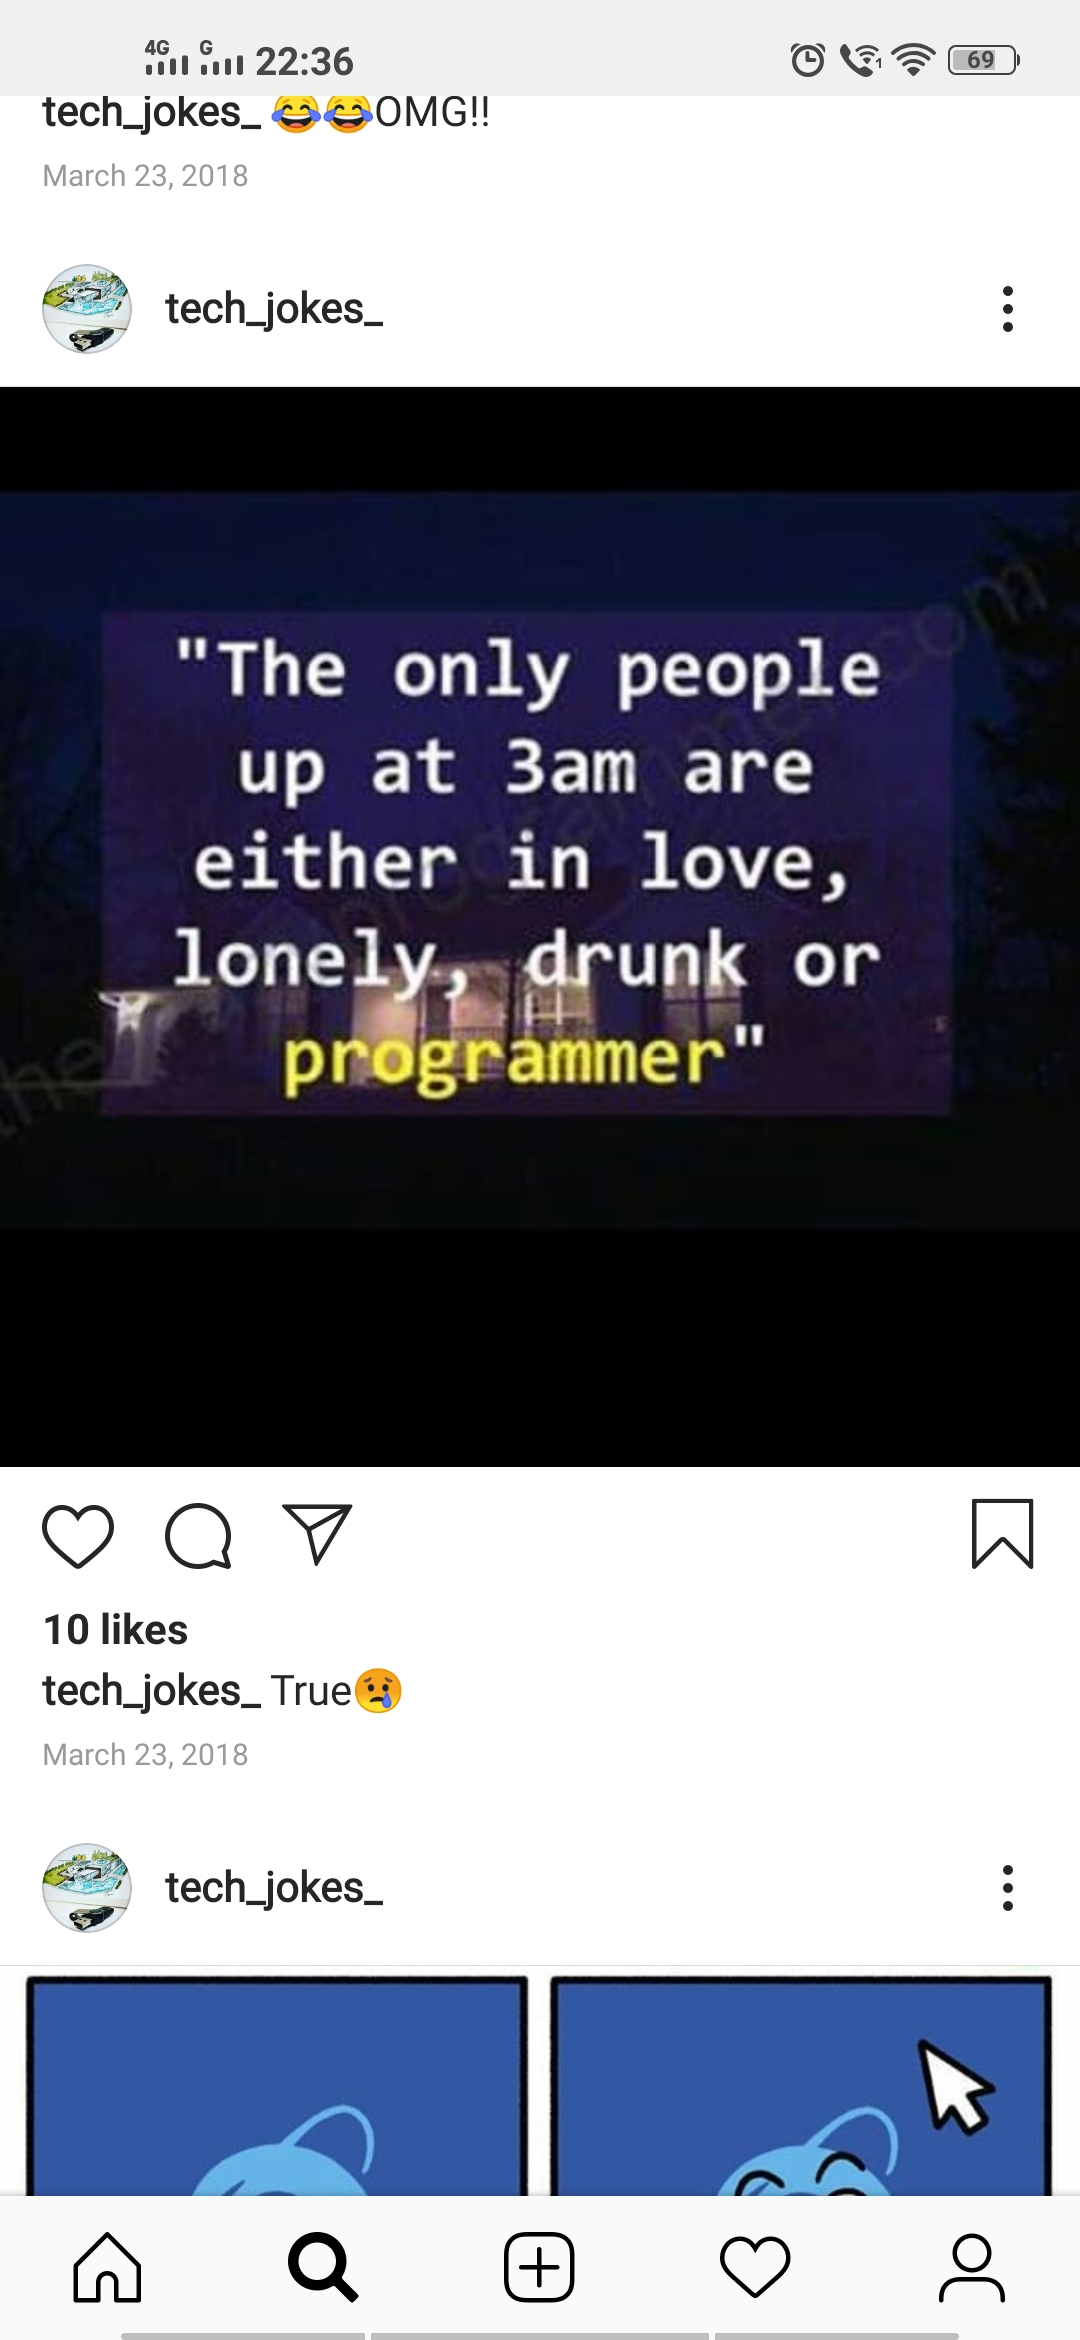 4G G 22:36 1 69
tech_jokes_ 😂😂OMG!!
March 23, 2018
tech_jokes_
"The only people
up at 3am are
either in love,
lonely, drunk or
programmer"
10 likes
tech_jokes_ True😢
March 23, 2018
tech_jokes_